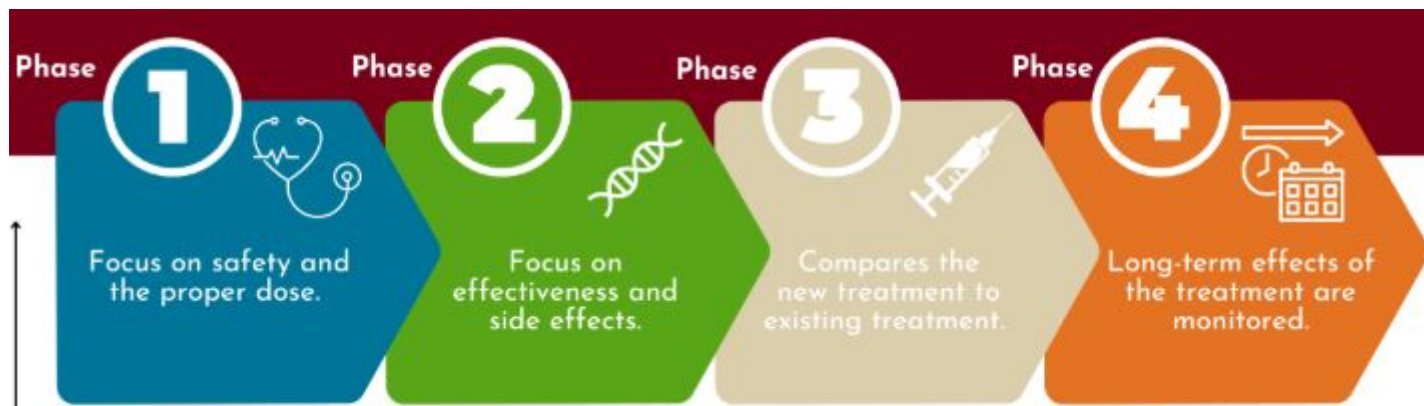 Phase 1
Phase 2
Phase 3
Phase 4
Focus on safety and
the proper dose.
Focus on
effectiveness and
side effects.
Compares the
new treatment to
existing treatment.
Long-term effects of
the treatment are
monitored.